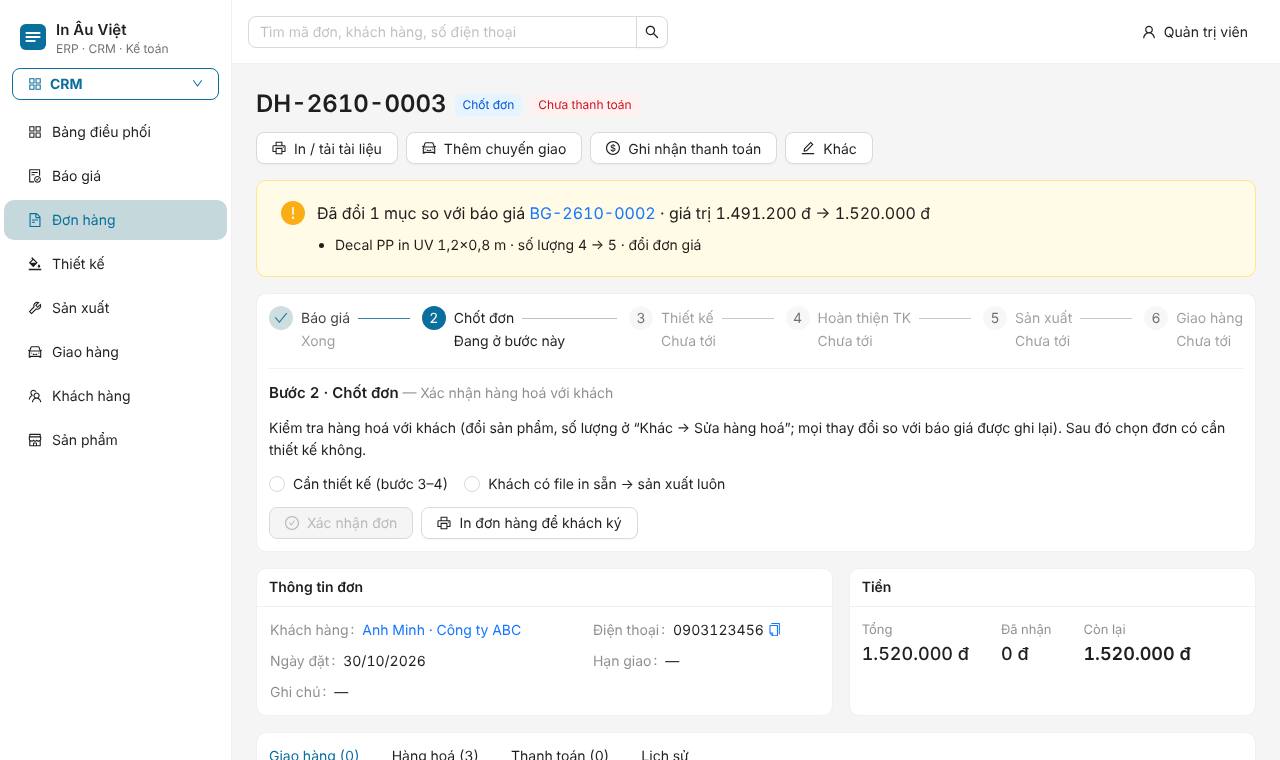 In Âu Việt
ERP · CRM · Kế toán
CRM
Bảng điều phối
Báo giá
Đơn hàng
Thiết kế
Sản xuất
Giao hàng
Khách hàng
Sản phẩm
Tìm mã đơn, khách hàng, số điện thoại
Quản trị viên
DH-2610-0003 Chốt đơn Chưa thanh toán
In / tải tài liệu Thêm chuyến giao Ghi nhận thanh toán Khác
Đã đổi 1 mục so với báo giá BG-2610-0002 · giá trị 1.491.200 đ → 1.520.000 đ
• Decal PP in UV 1,2×0,8 m · số lượng 4 → 5 · đổi đơn giá
Báo giá 2 Chốt đơn 3 Thiết kế 4 Hoàn thiện TK 5 Sản xuất 6 Giao hàng
Xong Đang ở bước này Chưa tới Chưa tới Chưa tới Chưa tới
Bước 2 · Chốt đơn — Xác nhận hàng hoá với khách
Kiểm tra hàng hoá với khách (đổi sản phẩm, số lượng ở “Khác → Sửa hàng hoá”; mọi thay đổi so với báo giá được ghi lại). Sau đó chọn đơn có cần
thiết kế không.
Cần thiết kế (bước 3–4) Khách có file in sẵn → sản xuất luôn
Xác nhận đơn In đơn hàng để khách ký
Thông tin đơn
Khách hàng: Anh Minh · Công ty ABC Điện thoại: 0903123456
Ngày đặt: 30/10/2026 Hạn giao: —
Ghi chú: —
Tiền
Tổng Đã nhận Còn lại
1.520.000 đ 0 đ 1.520.000 đ
Giao hàng (0) Hàng hoá (3) Thanh toán (0) Lịch sử